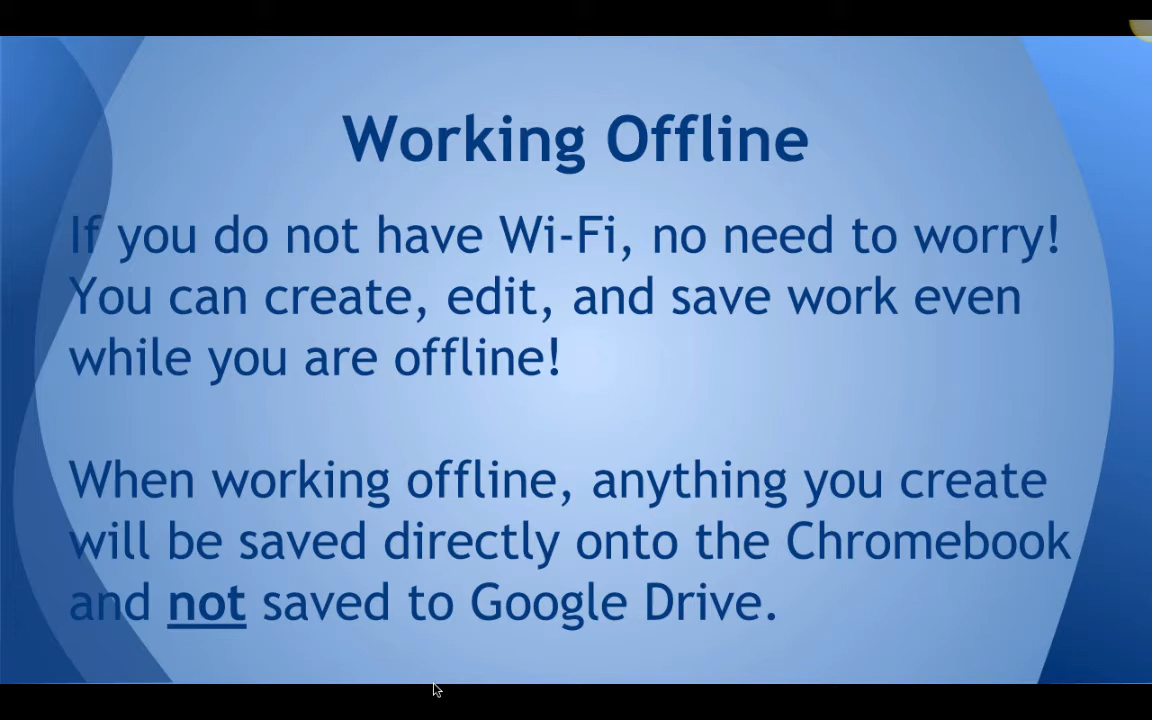 Working Offline
If you do not have Wi-Fi, no need to worry!
You can create, edit, and save work even
while you are offline!
When working offline, anything you create
will be saved directly onto the Chromebook
and not saved to Google Drive.